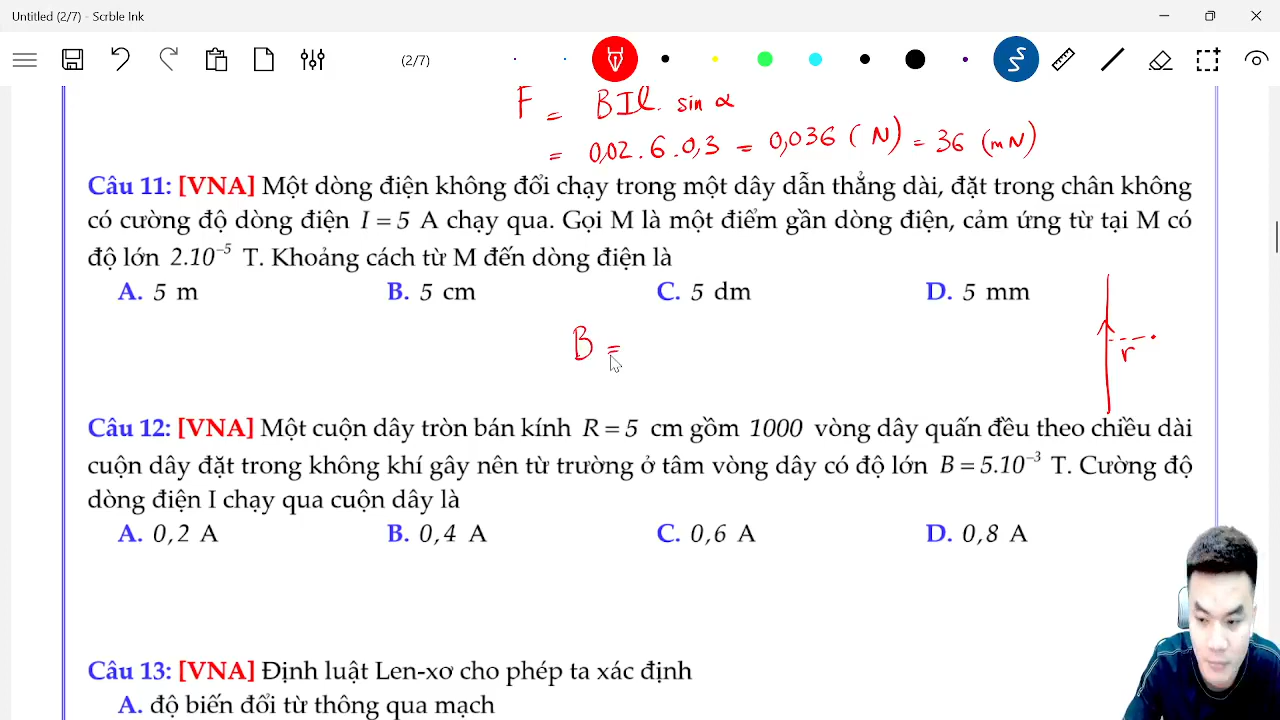 Untitled (2/7) - Scrble Ink
(2/7)
F = BIl. sin α
= 0,02 . 6 . 0,3 = 0,036 (N) = 36 (mN)
Câu 11: [VNA] Một dòng điện không đổi chạy trong một dây dẫn thẳng dài, đặt trong chân không
có cường độ dòng điện I = 5 A chạy qua. Gọi M là một điểm gần dòng điện, cảm ứng từ tại M có
độ lớn 2.10⁻⁵ T. Khoảng cách từ M đến dòng điện là
A. 5 m B. 5 cm C. 5 dm D. 5 mm
B =
r
Câu 12: [VNA] Một cuộn dây tròn bán kính R = 5 cm gồm 1000 vòng dây quấn đều theo chiều dài
cuộn dây đặt trong không khí gây nên từ trường ở tâm vòng dây có độ lớn B = 5.10⁻³ T. Cường độ
dòng điện I chạy qua cuộn dây là
A. 0,2 A B. 0,4 A C. 0,6 A D. 0,8 A
Câu 13: [VNA] Định luật Len-xơ cho phép ta xác định
A. độ biến đổi từ thông qua mạch